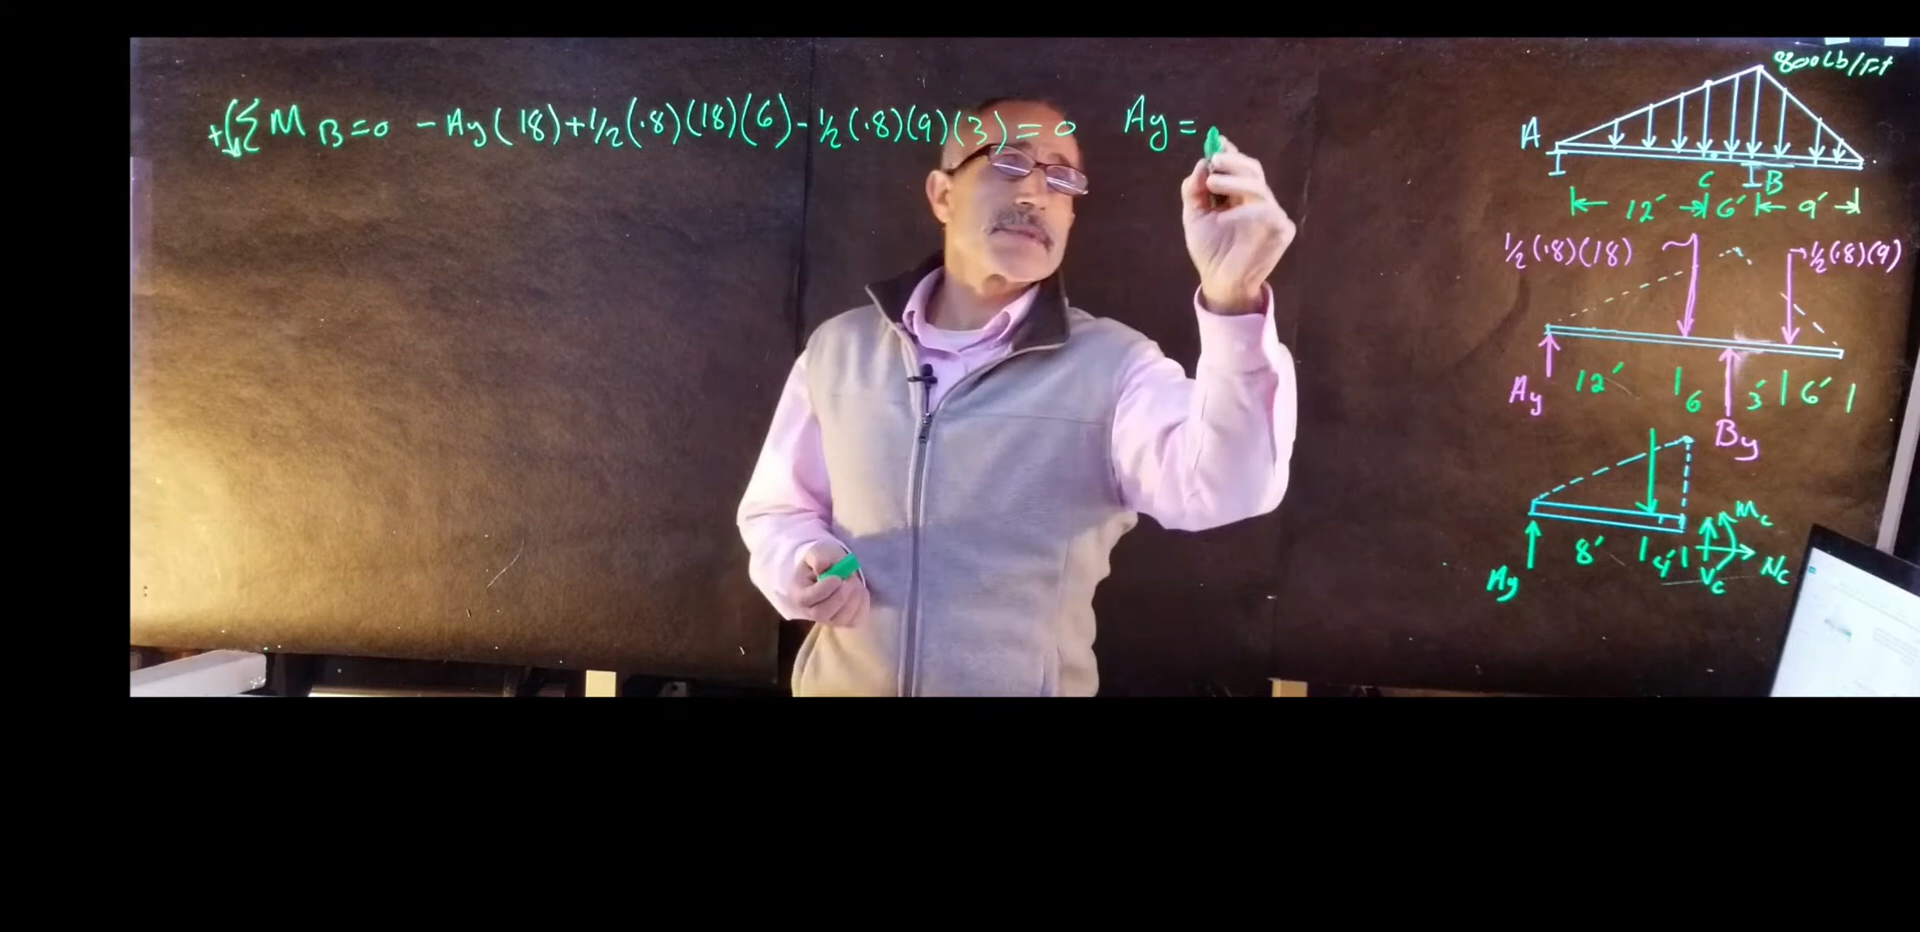 +ΣM B=0 -Ay(18)+1/2(.8)(18)(6)-1/2(.8)(9)(3)=0 Ay=
800Lb/Ft
A
C B
12' 6' 9'
1/2(.8)(18) 1/2(.8)(9)
Ay 12' 6 3' 6'
By
Mc
Ay 8' 4' Vc Nc